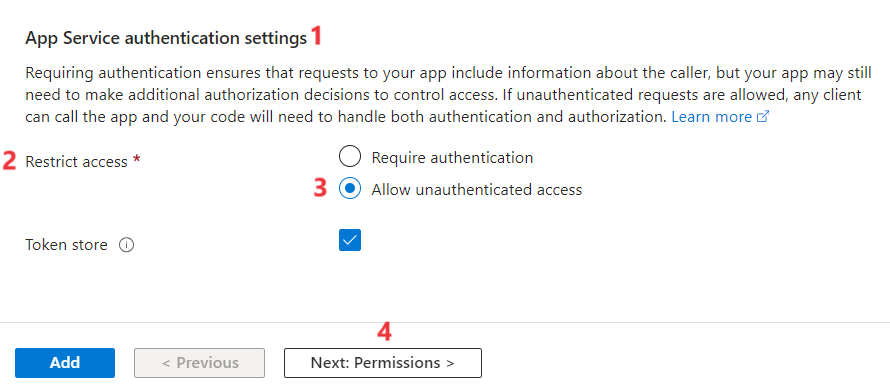 App Service authentication settings 1
Requiring authentication ensures that requests to your app include information about the caller, but your app may still
need to make additional authorization decisions to control access. If unauthenticated requests are allowed, any client
can call the app and your code will need to handle both authentication and authorization. Learn more
2 Restrict access *
Require authentication
3 Allow unauthenticated access
Token store
4
Add < Previous Next: Permissions >